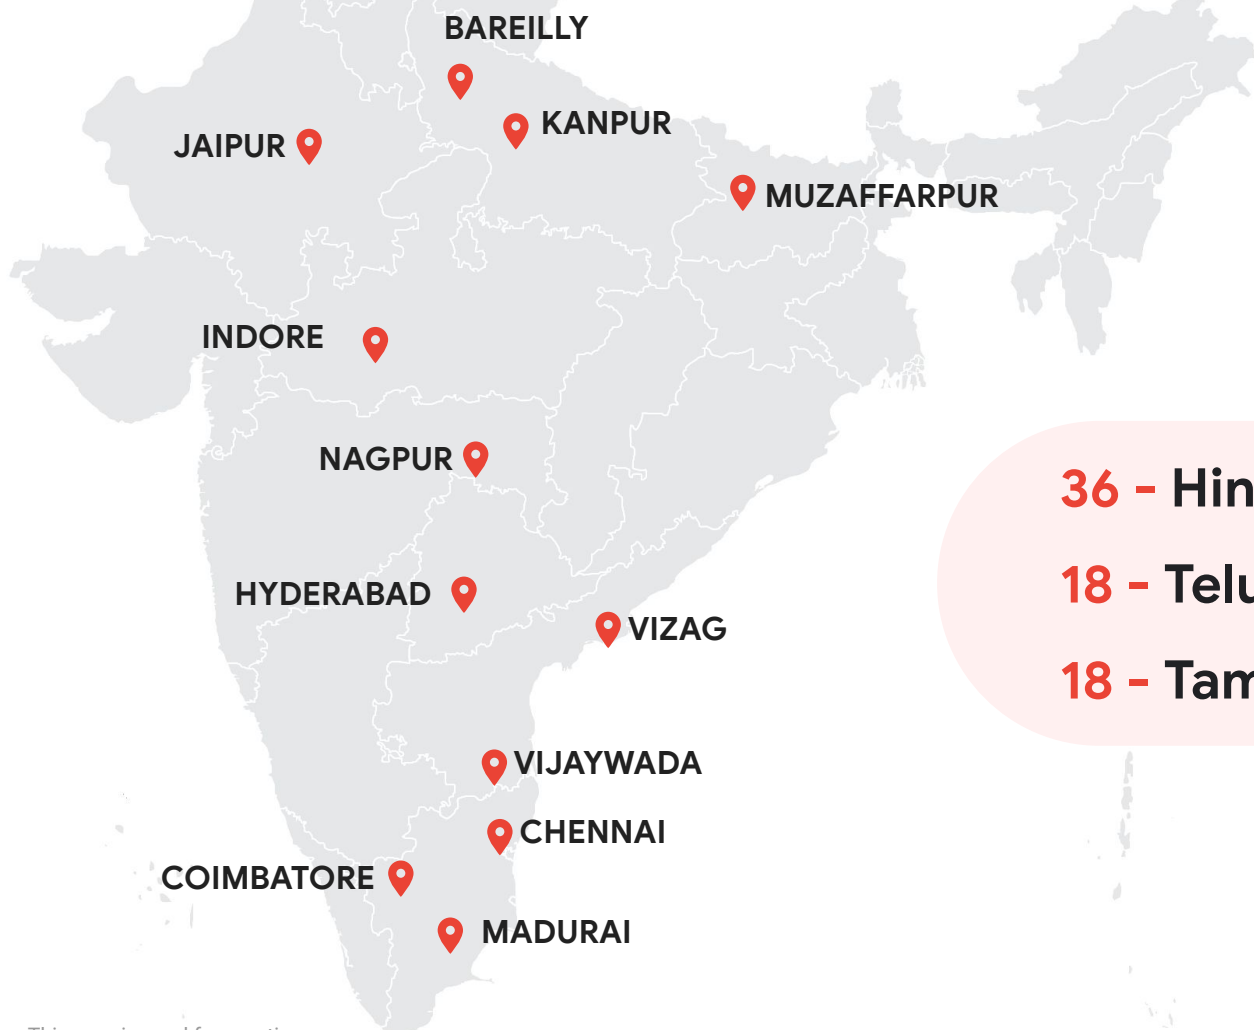 BAREILLY
KANPUR
JAIPUR
MUZAFFARPUR
INDORE
NAGPUR
36 - Hin
18 - Telu
HYDERABAD
VIZAG
18 - Tam
VIJAYWADA
CHENNAI
COIMBATORE
MADURAI